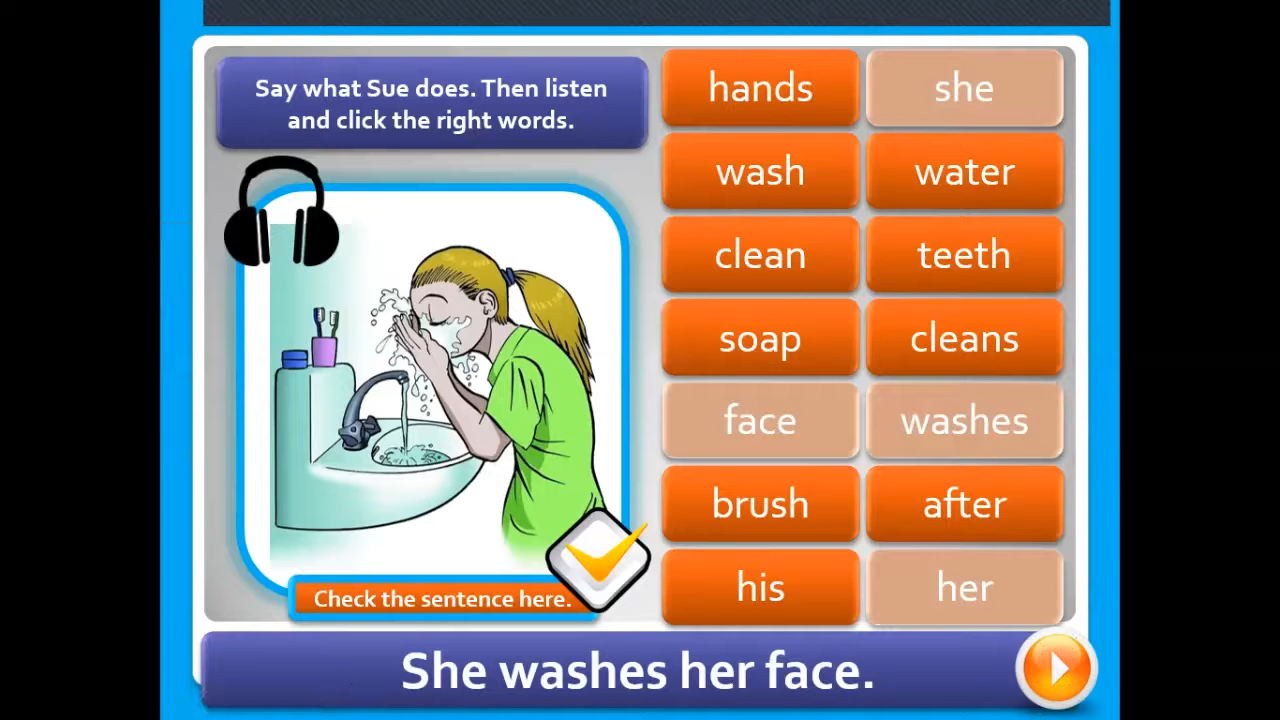 Say what Sue does. Then listen
and click the right words.
hands
she
wash
water
clean
teeth
soap
cleans
face
washes
brush
after
his
her
Check the sentence here.
She washes her face.